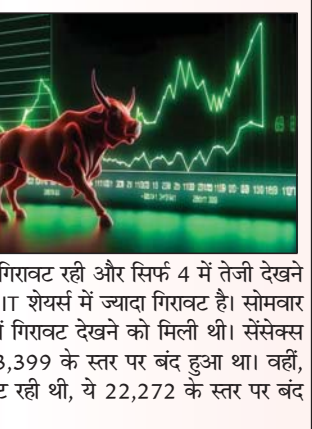 गिरावट रही और सिर्फ 4 में तेजी देखने
IT शेयर्स में ज्यादा गिरावट है। सोमवार
गिरावट देखने को मिली थी। सेंसेक्स
3,399 के स्तर पर बंद हुआ था। वहीं,
रही थी, ये 22,272 के स्तर पर बंद